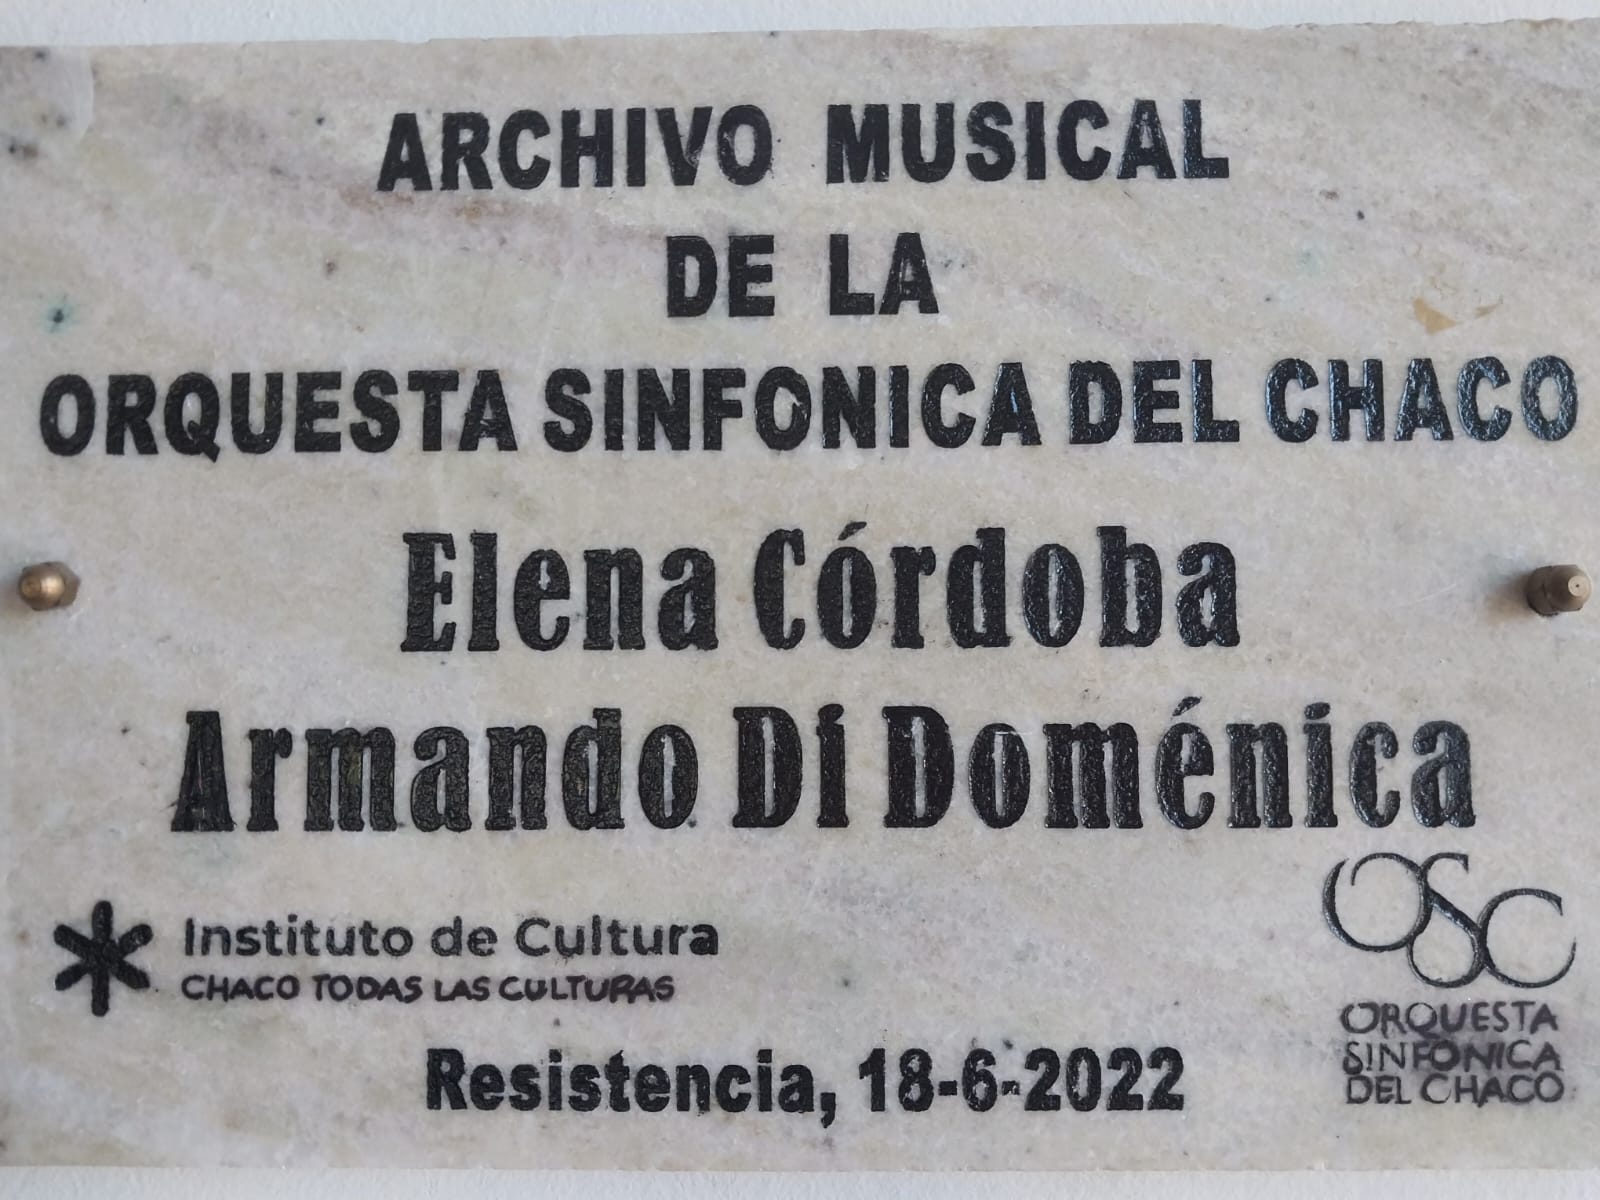 ARCHIVO MUSICAL
DE LA
ORQUESTA SINFONICA DEL CHACO
Elena Córdoba
Armando Di Doménica
Instituto de Cultura
CHACO TODAS LAS CULTURAS
OSC
ORQUESTA
SINFONICA
DEL CHACO
Resistencia, 18-6-2022